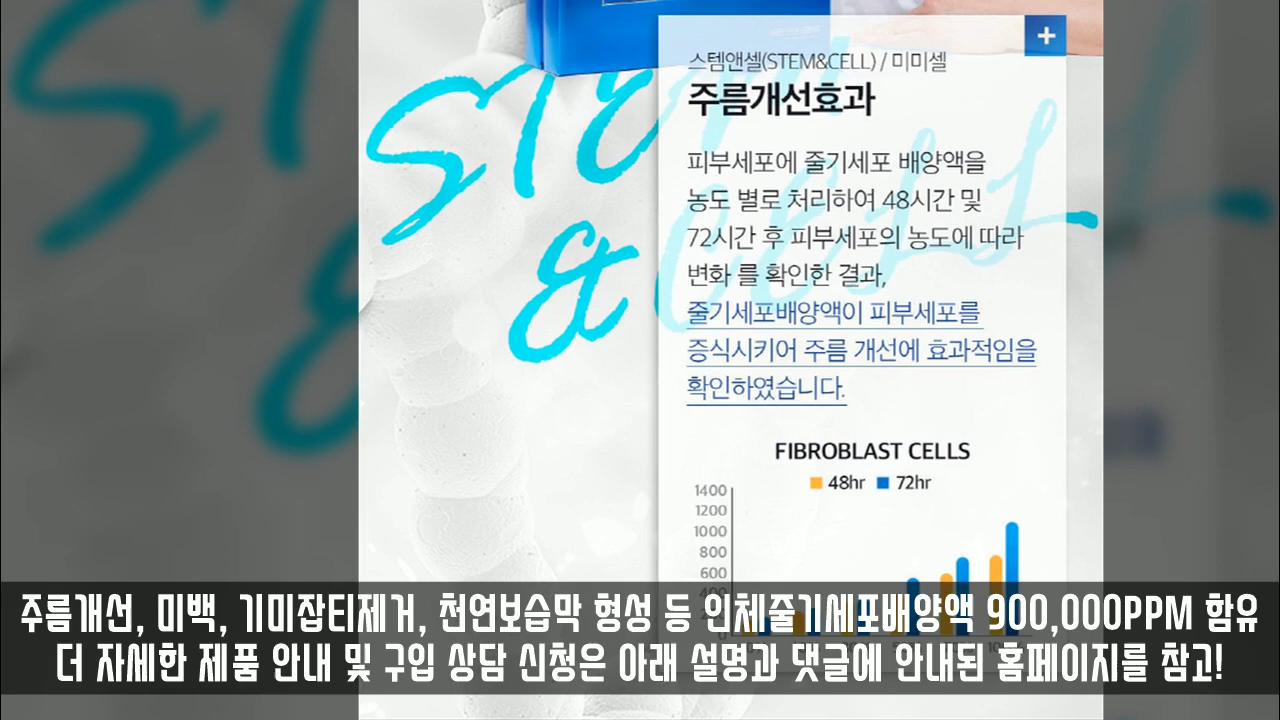 STEM
& CELL
스템앤셀(STEM&CELL) / 미미셀
주름개선효과
피부세포에 줄기세포 배양액을
농도 별로 처리하여 48시간 및
72시간 후 피부세포의 농도에 따라
변화 를 확인한 결과,
줄기세포배양액이 피부세포를
증식시키어 주름 개선에 효과적임을
확인하였습니다.
FIBROBLAST CELLS
48hr 72hr
1400
1200
1000
800
600
주름개선, 미백, 기미잡티제거, 천연보습막 형성 등 인체줄기세포배양액 900,000PPM 함유
더 자세한 제품 안내 및 구입 상담 신청은 아래 설명과 댓글에 안내된 홈페이지를 참고!